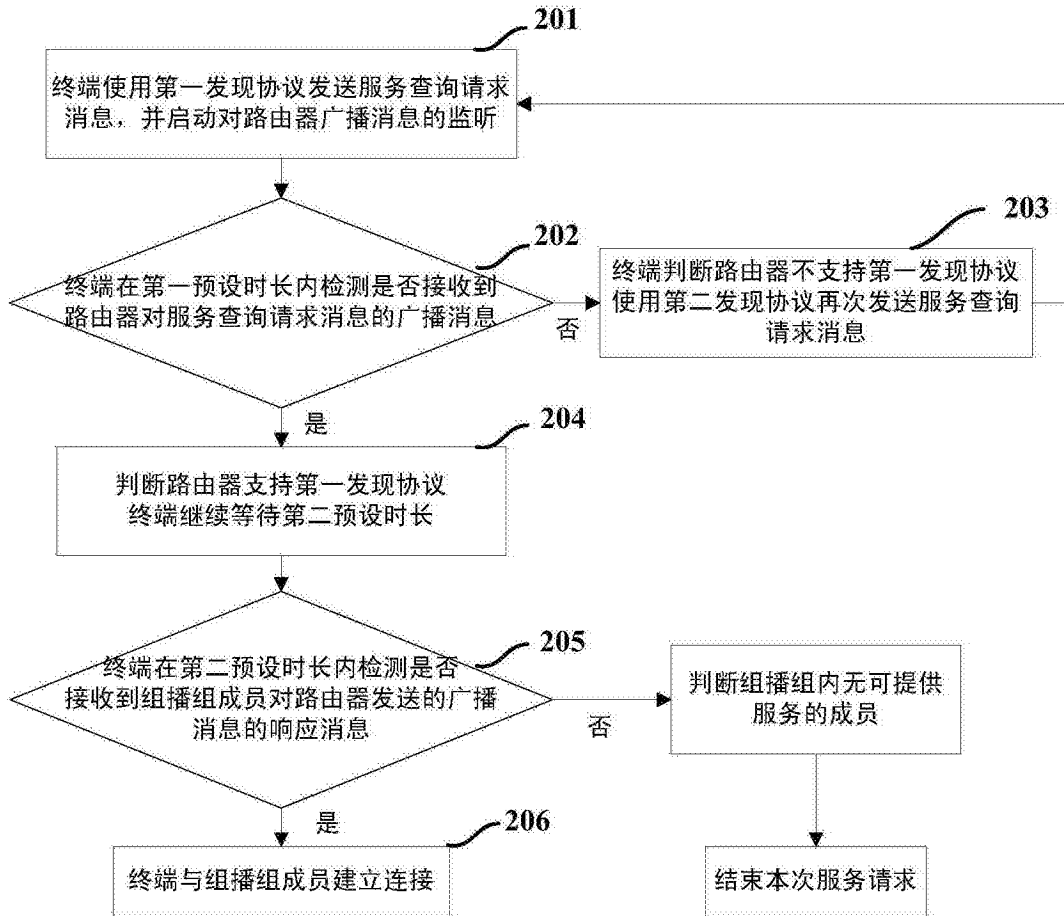 201
终端使用第一发现协议发送服务查询请求
消息，并启动对路由器广播消息的监听
202
终端在第一预设时长内检测是否接收到
路由器对服务查询请求消息的广播消息
否
203
终端判断路由器不支持第一发现协议
使用第二发现协议再次发送服务查询
请求消息
是
204
判断路由器支持第一发现协议
终端继续等待第二预设时长
205
终端在第二预设时长内检测是否
接收到组播组成员对路由器发送的广播
消息的响应消息
否
判断组播组内无可提供
服务的成员
是
206
终端与组播组成员建立连接
结束本次服务请求